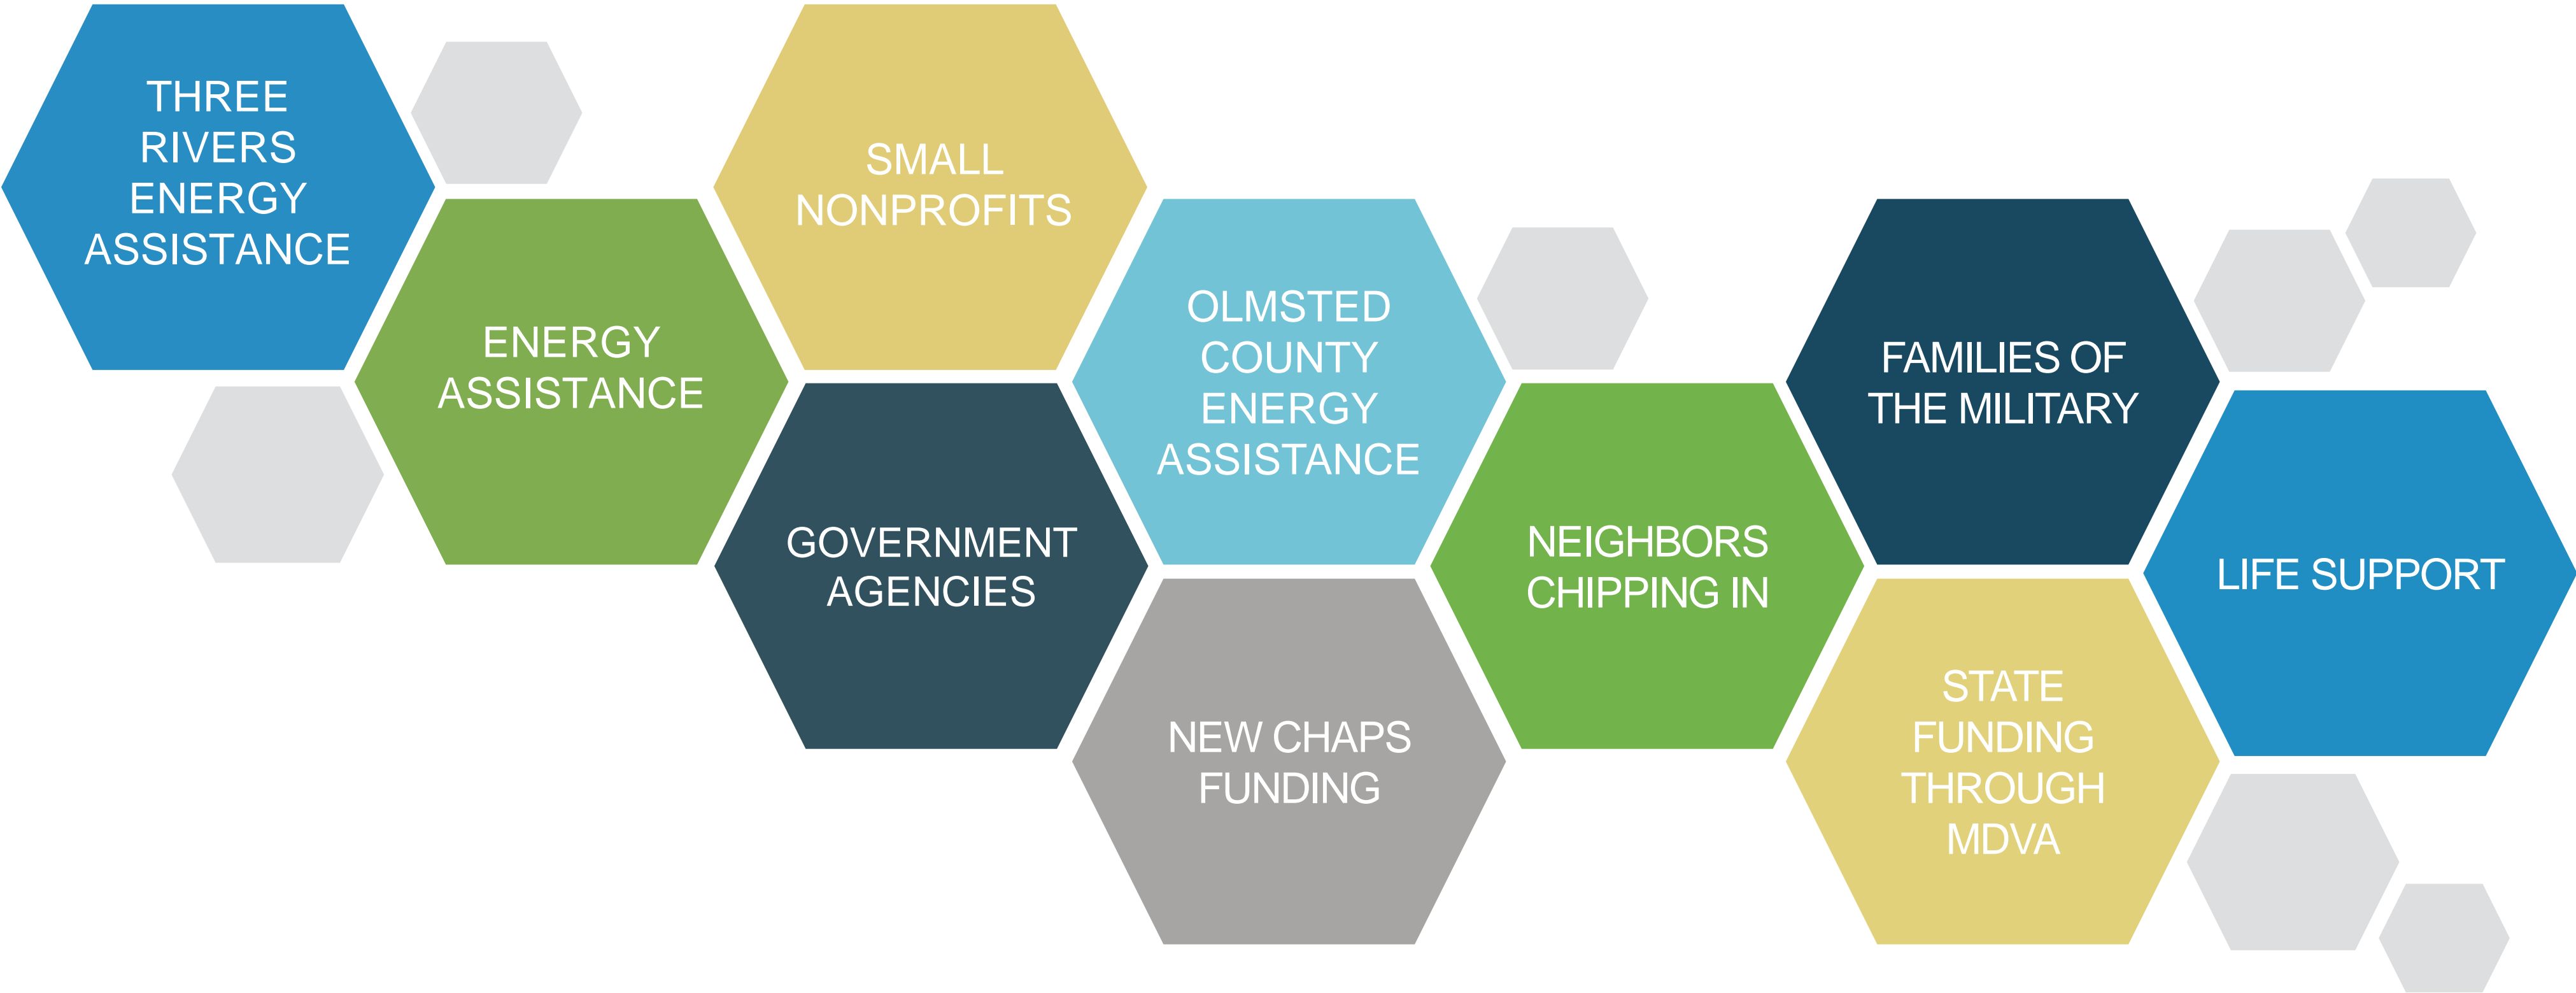 THREE
RIVERS
ENERGY
ASSISTANCE
ENERGY
ASSISTANCE
SMALL
NONPROFITS
GOVERNMENT
AGENCIES
OLMSTED
COUNTY
ENERGY
ASSISTANCE
NEW CHAPS
FUNDING
NEIGHBORS
CHIPPING IN
FAMILIES OF
THE MILITARY
STATE
FUNDING
THROUGH
MDVA
LIFE SUPPORT